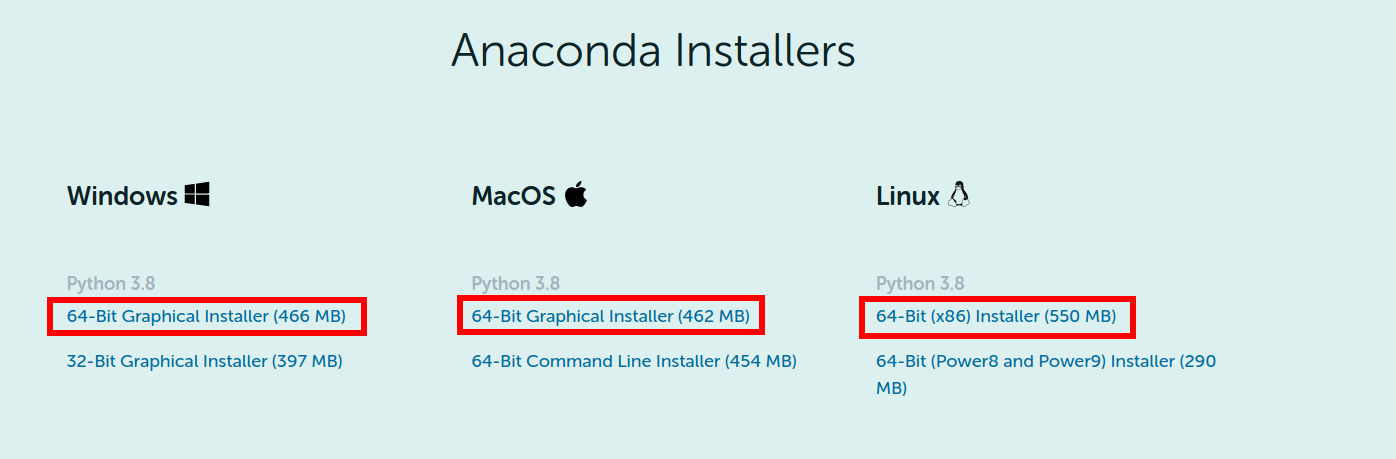 Anaconda Installers
Windows
Python 3.8
64-Bit Graphical Installer (466 MB)
32-Bit Graphical Installer (397 MB)
MacOS
Python 3.8
64-Bit Graphical Installer (462 MB)
64-Bit Command Line Installer (454 MB)
Linux
Python 3.8
64-Bit (x86) Installer (550 MB)
64-Bit (Power8 and Power9) Installer (290
MB)